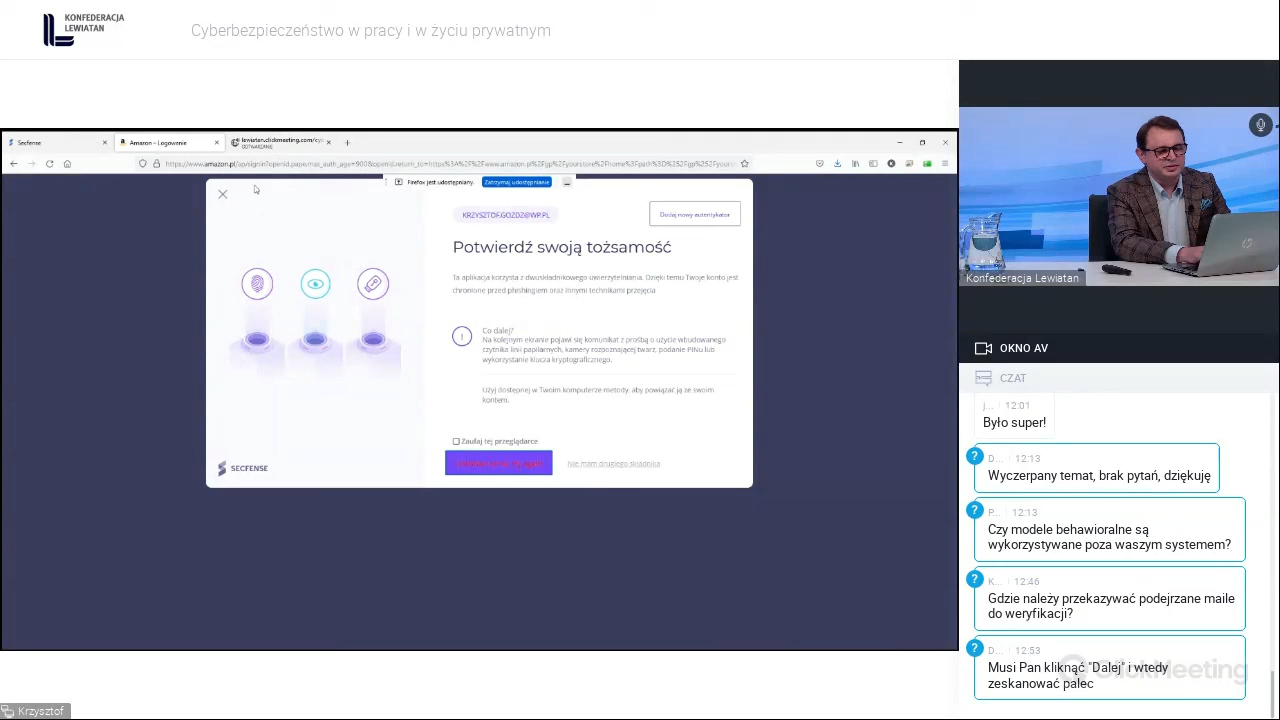 KONFEDERACJA
LEWIATAN
Cyberbezpieczeństwo w pracy i w życiu prywatnym
Secfense
Amazon - Logowanie
lewiatan.clickmeeting.com/cyb
ODTWARZANIE
Firefox jest udostępniany.
Zatrzymaj udostępnianie
KRZYSZTOF.GOZDZ@WP.PL
Dodaj nowy autentykator
Potwierdź swoją tożsamość
Ta aplikacja korzysta z dwuskładnikowego uwierzytelniania. Dzięki temu Twoje konto jest
chronione przed phishingiem oraz innymi technikami przejęcia
Co dalej?
Na kolejnym ekranie pojawi się komunikat z prośbą o użycie wbudowanego
czytnika linii papilarnych, kamery rozpoznającej twarz, podanie PINu lub
wykorzystanie klucza kryptograficznego.
Użyj dostępnej w Twoim komputerze metody, aby powiązać ją ze swoim
kontem.
Zaufaj tej przeglądarce
Nie mam drugiego składnika
SECFENSE
Krzysztof
Konfederacja Lewiatan
OKNO AV
CZAT
j... 12:01
Było super!
D... 12:13
Wyczerpany temat, brak pytań, dziękuję
P... 12:13
Czy modele behawioralne są
wykorzystywane poza waszym systemem?
K... 12:46
Gdzie należy przekazywać podejrzane maile
do weryfikacji?
D... 12:53
Musi Pan kliknąć "Dalej" i wtedy
zeskanować palec
ClickMeeting